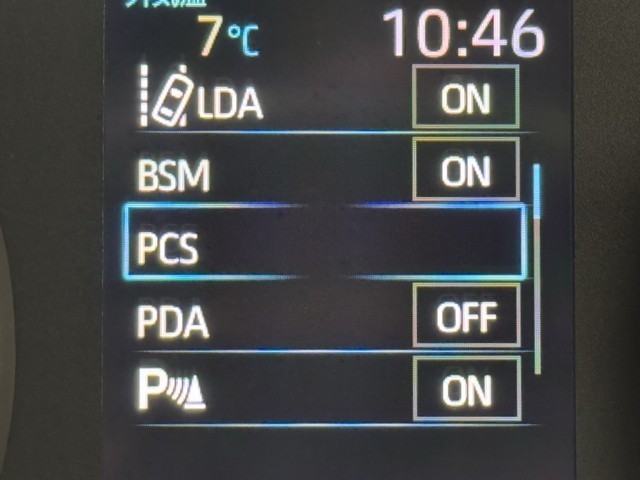 7℃ 10:46
LDA ON
BSM ON
PCS
PDA OFF
P ON